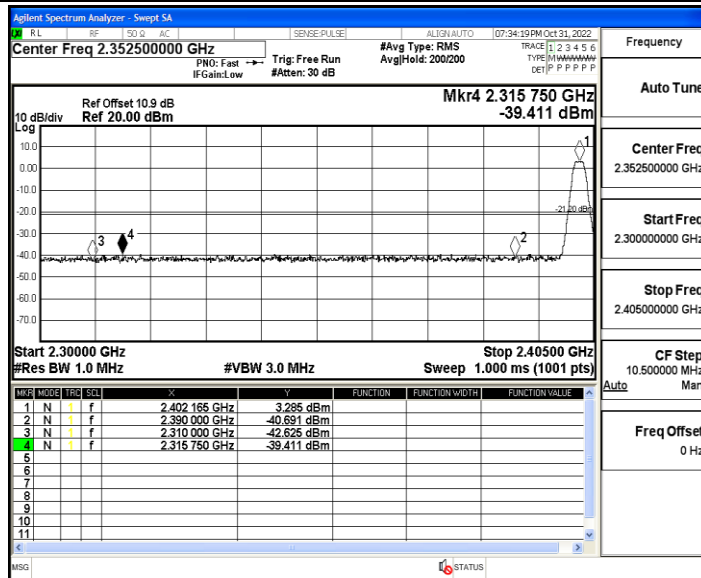 Agilent Spectrum Analyzer - Swept SA
RL RF 50 Ω AC SENSE:PULSE ALIGN AUTO 07:34:19 PM Oct 31, 2022
Center Freq 2.352500000 GHz
PNO: Fast
IFGain:Low
Trig: Free Run
#Atten: 30 dB
#Avg Type: RMS
Avg|Hold: 200/200
TRACE 1 2 3 4 5 6
TYPE M WWWWW
DET P P P P P P
Ref Offset 10.9 dB
10 dB/div Ref 20.00 dBm
Log
Mkr4 2.315 750 GHz
-39.411 dBm
10.0
0.00
-10.0
-20.0
-30.0
-40.0
-50.0
-60.0
-70.0
1
-21.20 dBm
2
3
4
Start 2.30000 GHz Stop 2.40500 GHz
#Res BW 1.0 MHz #VBW 3.0 MHz Sweep 1.000 ms (1001 pts)
MKR MODE TRC SCL X Y FUNCTION FUNCTION WIDTH FUNCTION VALUE
1 N 1 f 2.402 165 GHz 3.285 dBm
2 N 1 f 2.390 000 GHz -40.691 dBm
3 N 1 f 2.310 000 GHz -42.625 dBm
4 N 1 f 2.315 750 GHz -39.411 dBm
5
6
7
8
9
10
11
MSG STATUS
Frequency
Auto Tune
Center Freq
2.352500000 GHz
Start Freq
2.300000000 GHz
Stop Freq
2.405000000 GHz
CF Step
10.500000 MHz
Auto Man
Freq Offset
0 Hz